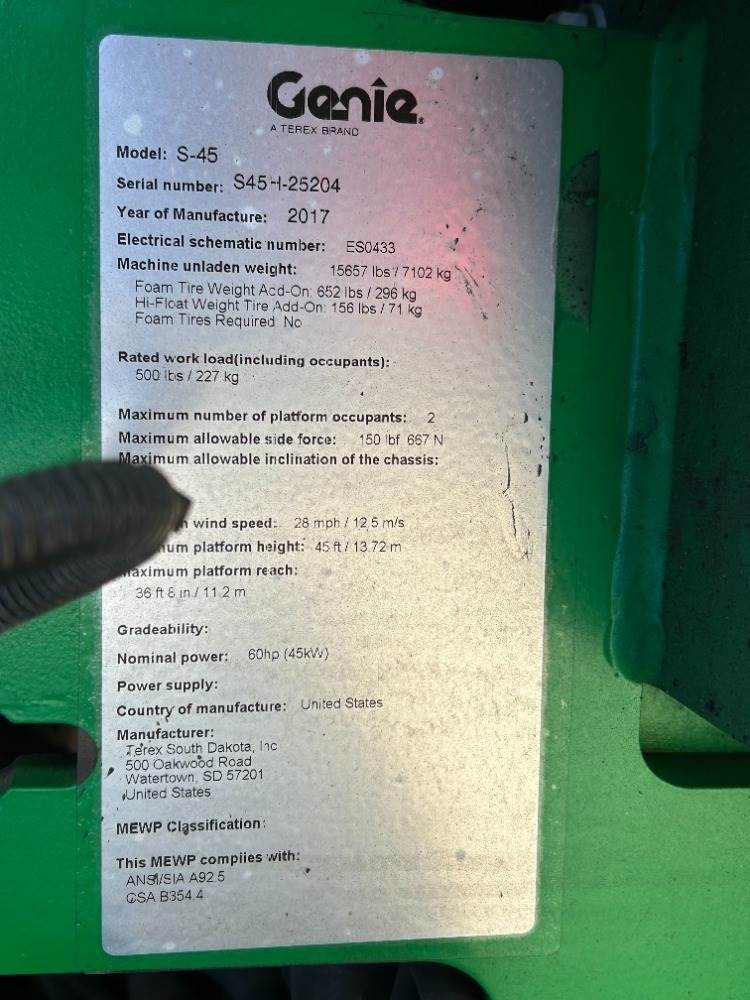 Genie®
A TEREX BRAND
Model: S-45
Serial number: S45H-25204
Year of Manufacture: 2017
Electrical schematic number: ES0433
Machine unladen weight: 15657 lbs / 7102 kg
Foam Tire Weight Add-On: 652 lbs / 296 kg
Hi-Float Weight Tire Add-On: 156 lbs / 71 kg
Foam Tires Required No
Rated work load(including occupants):
500 lbs / 227 kg
Maximum number of platform occupants: 2
Maximum allowable side force: 150 lbf 667 N
Maximum allowable inclination of the chassis:
wind speed: 28 mph / 12.5 m/s
platform height: 45 ft / 13.72 m
Maximum platform reach:
36 ft 8 in / 11.2 m
Gradeability:
Nominal power: 60hp (45kW)
Power supply:
Country of manufacture: United States
Manufacturer:
Terex South Dakota, Inc
500 Oakwood Road
Watertown, SD 57201
United States
MEWP Classification:
This MEWP complies with:
ANSI/SIA A92.5
CSA B354.4